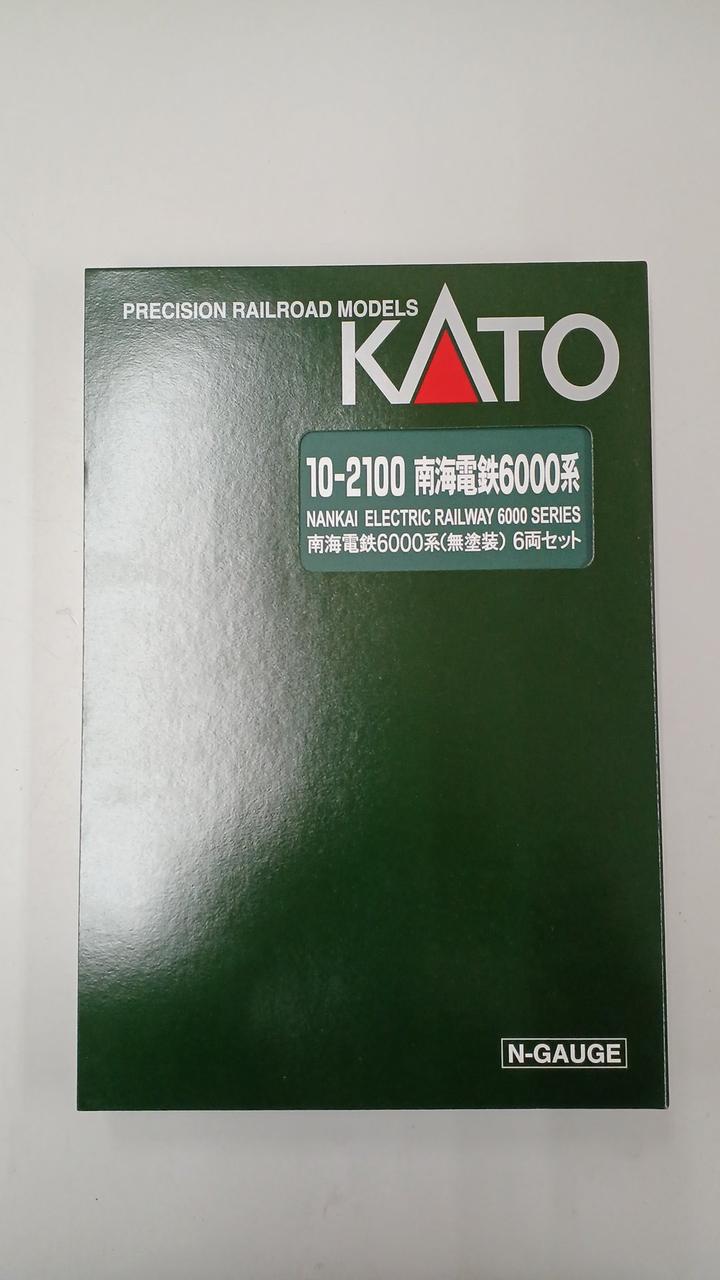 PRECISION RAILROAD MODELS
KATO
10-2100 南海電鉄6000系
NANKAI ELECTRIC RAILWAY 6000 SERIES
南海電鉄6000系(無塗装) 6両セット
N-GAUGE